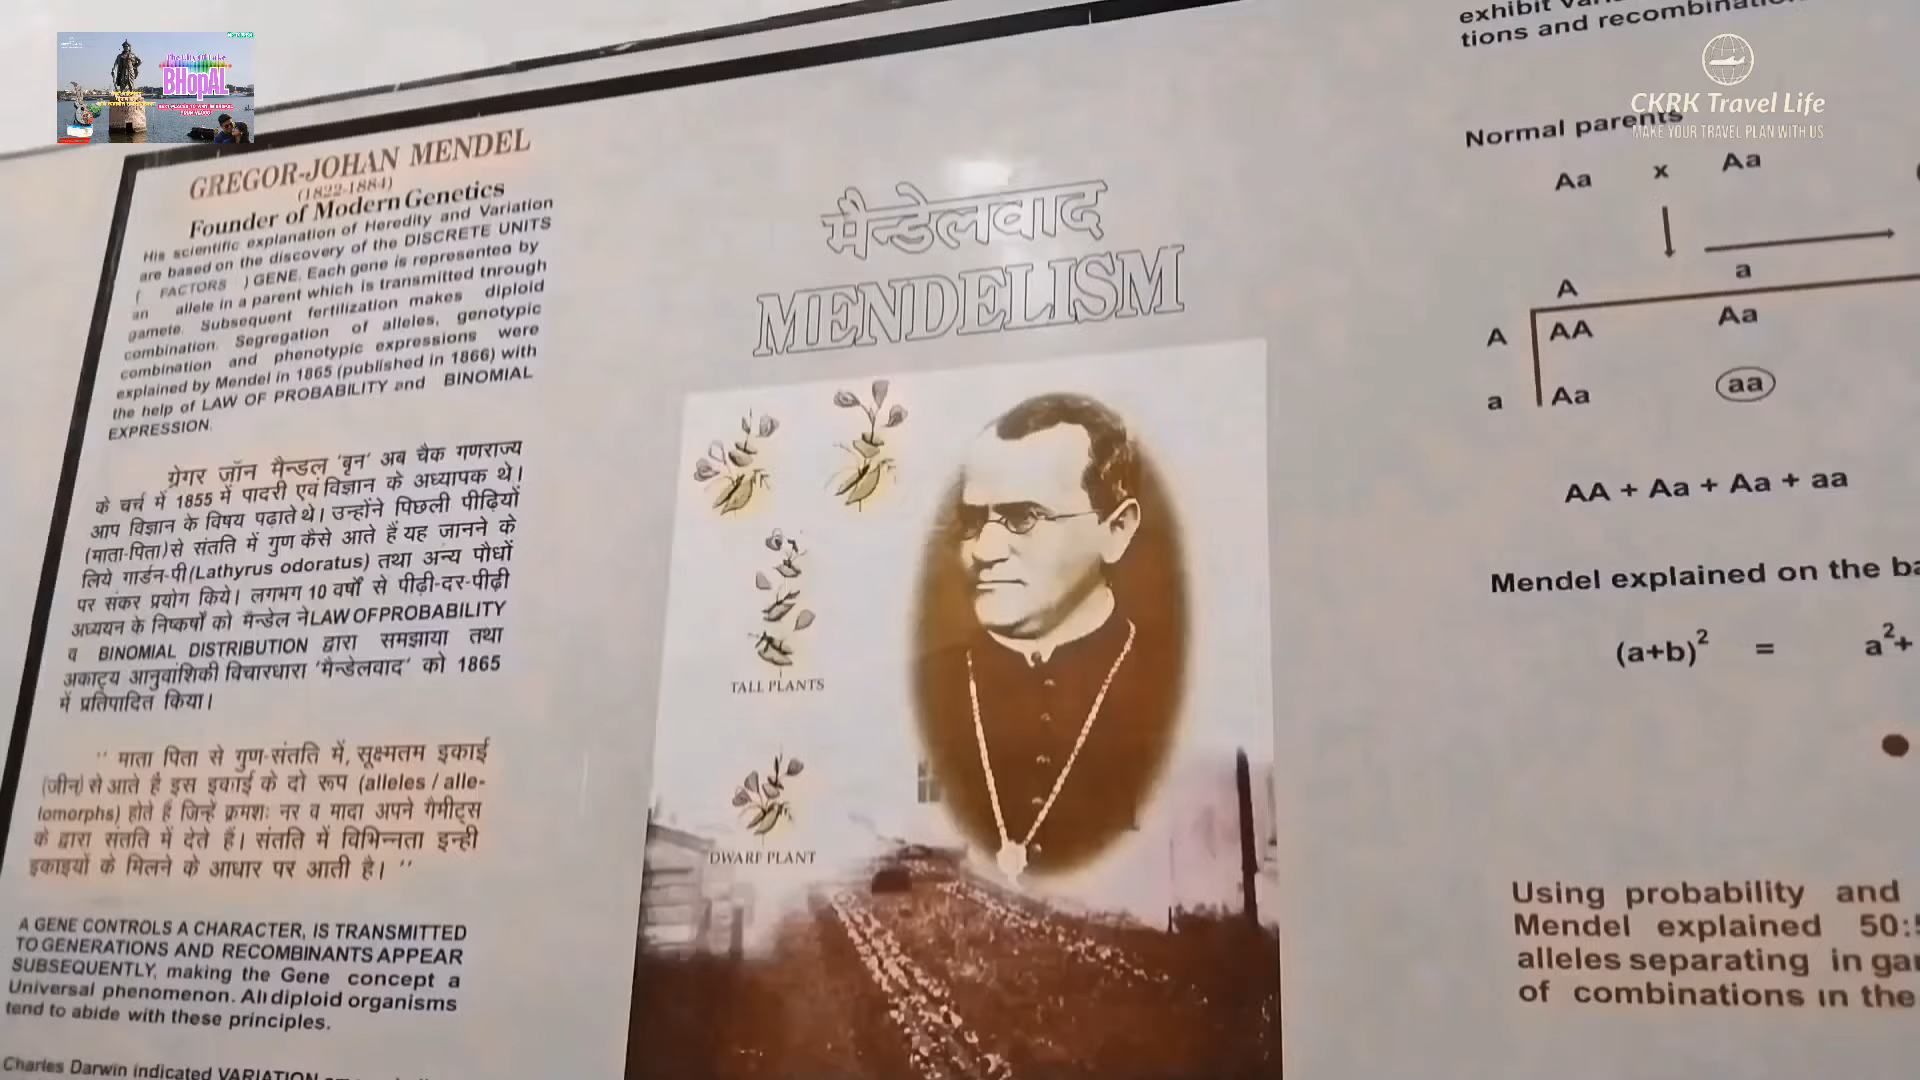 The City Of Lake
BHopAL
CKRK Travel Life
MAKE YOUR TRAVEL PLAN WITH US
GREGOR-JOHAN MENDEL
(1822-1884)
Founder of Modern Genetics
His scientific explanation of Heredity and Variation
are based on the discovery of the DISCRETE UNITS
( FACTORS ) GENE. Each gene is represented by
an allele in a parent which is transmitted through
gamete. Subsequent fertilization makes diploid
combination. Segregation of alleles, genotypic
combination and phenotypic expressions were
explained by Mendel in 1865 (published in 1866) with
the help of LAW OF PROBABILITY and BINOMIAL
EXPRESSION.
ग्रेगर जॉन मैन्डल 'बृन' अब चैक गणराज्य
के चर्च में 1855 में पादरी एवं विज्ञान के अध्यापक थे।
आप विज्ञान के विषय पढ़ाते थे। उन्होंने पिछली पीढ़ियों
(माता-पिता) से संतति में गुण कैसे आते हैं यह जानने के
लिये गार्डन-पी (Lathyrus odoratus) तथा अन्य पौधों
पर संकर प्रयोग किये। लगभग 10 वर्षों से पीढ़ी-दर-पीढ़ी
अध्ययन के निष्कर्षों को मैन्डेल ने LAW OF PROBABILITY
व BINOMIAL DISTRIBUTION द्वारा समझाया तथा
अकाट्य आनुवांशिकी विचारधारा 'मैन्डेलवाद' को 1865
में प्रतिपादित किया।
'' माता पिता से गुण-संतति में, सूक्ष्मतम इकाई
(जीन) से आते है इस इकाई के दो रूप (alleles / alle-
lomorphs) होते है जिन्हें क्रमशः नर व मादा अपने गैमीट्स
के द्वारा संतति में देते हैं। संतति में विभिन्नता इन्ही
इकाइयों के मिलने के आधार पर आती है। ''
A GENE CONTROLS A CHARACTER, IS TRANSMITTED
TO GENERATIONS AND RECOMBINANTS APPEAR
SUBSEQUENTLY, making the Gene concept a
Universal phenomenon. All diploid organisms
tend to abide with these principles.
Charles Darwin indicated VARIATION
मैन्डेलवाद
MENDELISM
TALL PLANTS
DWARF PLANT
exhibit
tions and
Normal parents
Aa x Aa
A a
A AA Aa
a Aa aa
AA + Aa + Aa + aa
Mendel explained on the
(a+b)² = a²+
Using probability and
Mendel explained 50:
alleles separating in
of combinations in the